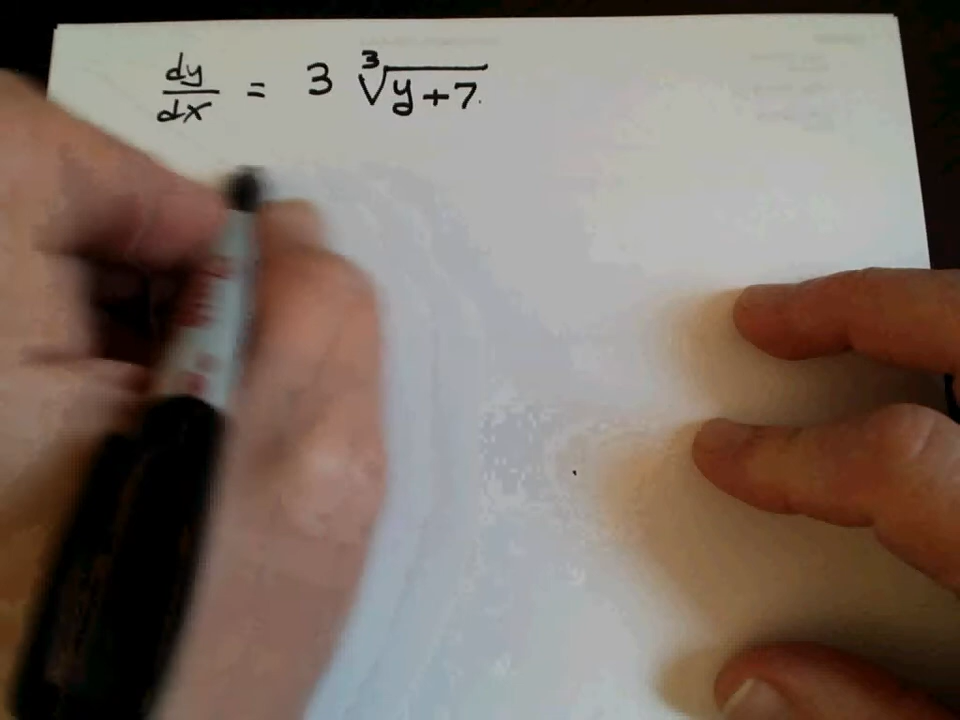 dy/dx = 3 ∛(y+7)